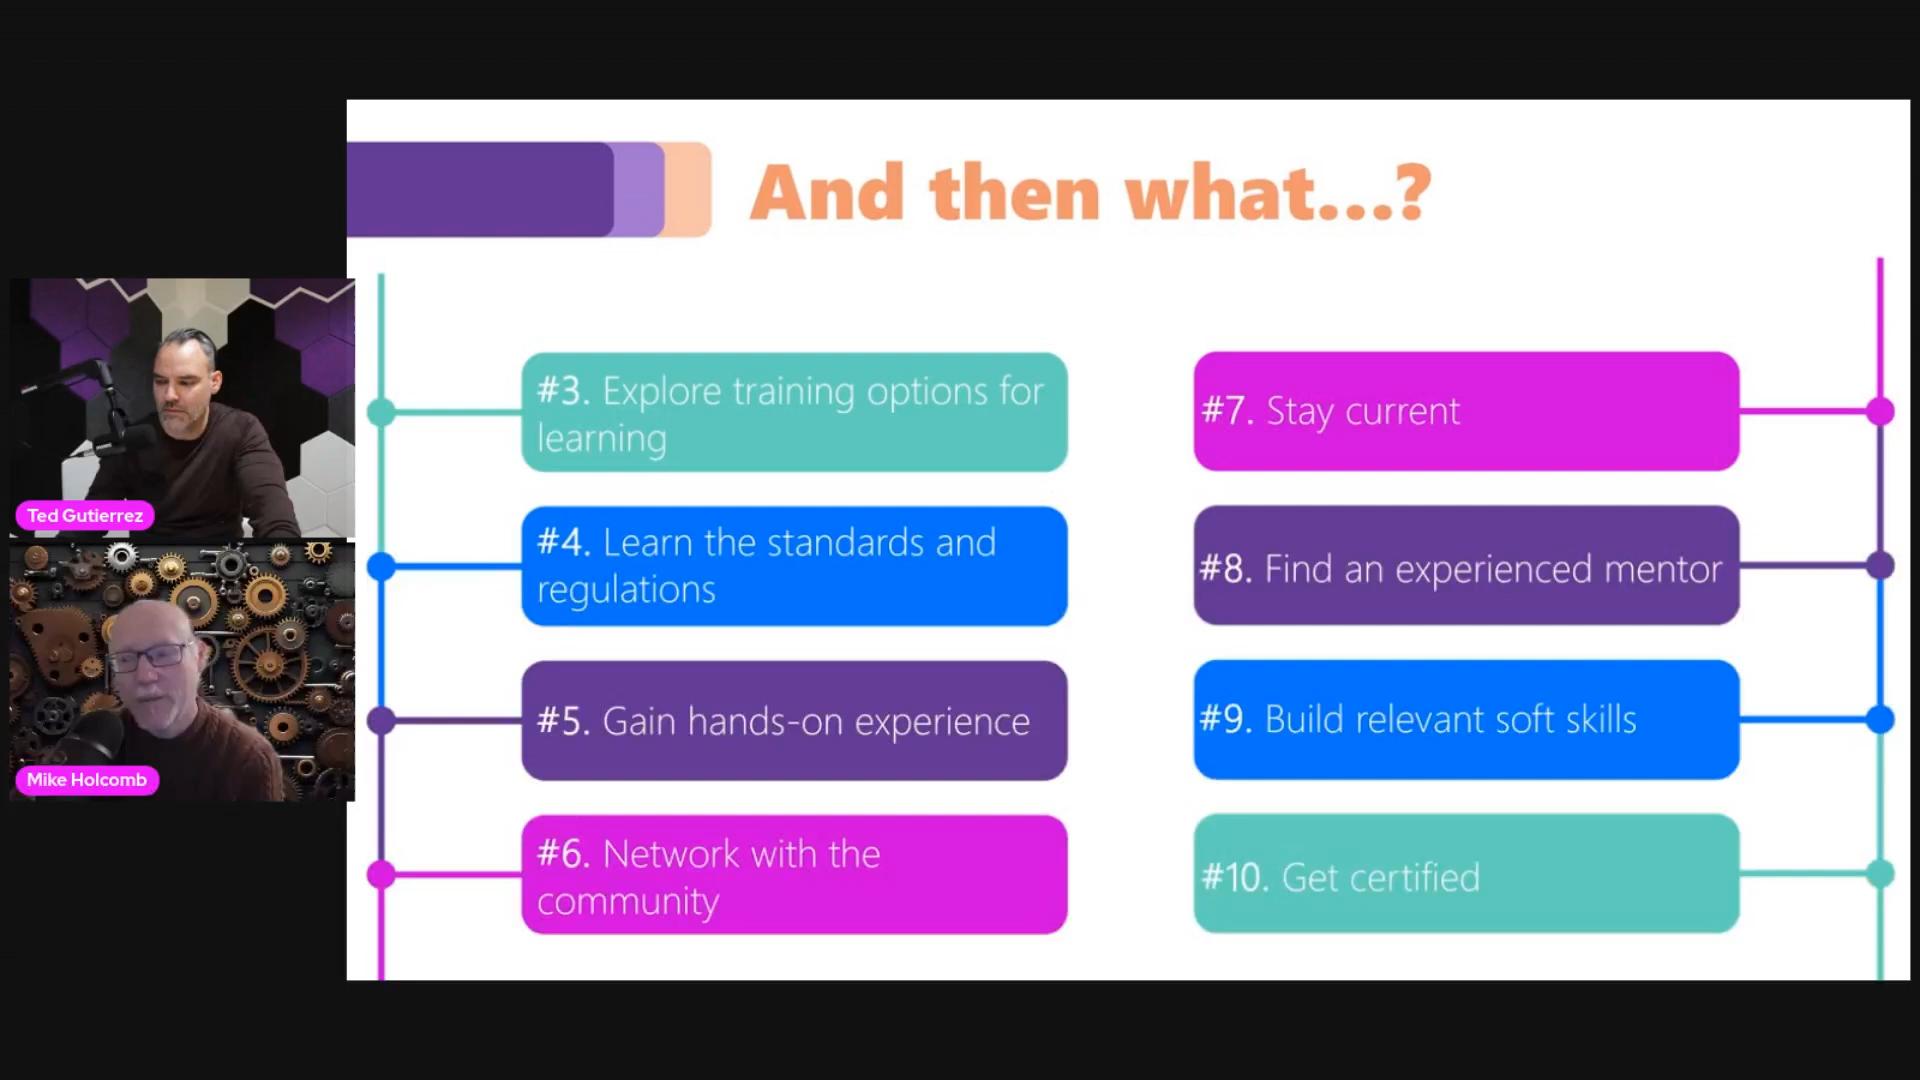 And then what...?
#3. Explore training options for
learning
#4. Learn the standards and
regulations
#5. Gain hands-on experience
#6. Network with the
community
#7. Stay current
#8. Find an experienced mentor
#9. Build relevant soft skills
#10. Get certified
Ted Gutierrez
Mike Holcomb